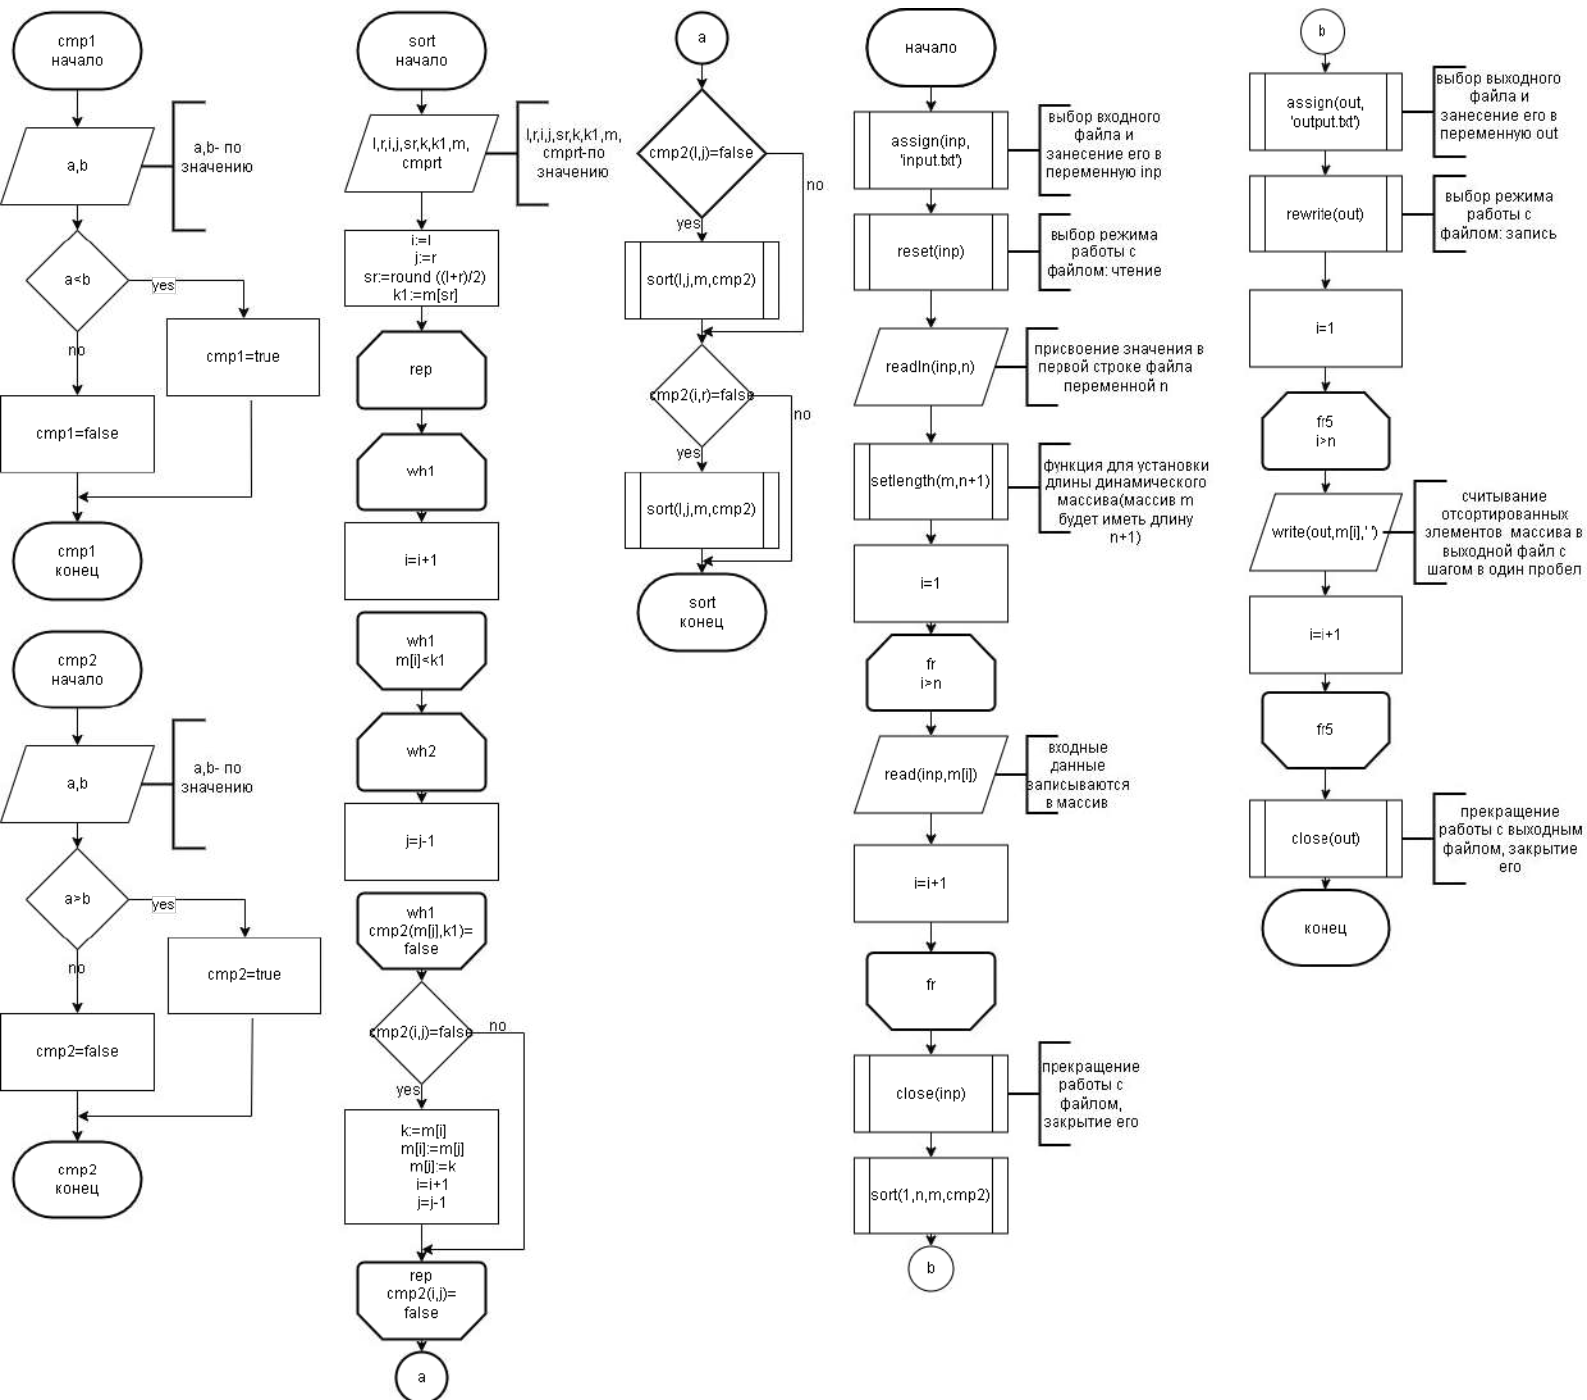 cmp1
начало
a,b
a,b- по
значению
a<b
yes
cmp1=true
no
cmp1=false
cmp1
конец
cmp2
начало
a,b
a,b- по
значению
a>b
yes
cmp2=true
no
cmp2=false
cmp2
конец
sort
начало
l,r,i,j,sr,k,k1,m,
cmprt
l,r,i,j,sr,k,k1,m,
cmprt-по
значению
i:=l
j:=r
sr:=round ((l+r)/2)
k1:=m[sr]
rep
wh1
i=i+1
wh1
m[i]<k1
wh2
j=j-1
wh1
cmp2(m[j],k1)=
false
cmp2(i,j)=false
no
yes
k:=m[i]
m[i]:=m[j]
m[j]:=k
i=i+1
j=j-1
rep
cmp2(i,j)=
false
a
a
cmp2(l,j)=false
no
yes
sort(l,j,m,cmp2)
cmp2(i,r)=false
no
yes
sort(l,j,m,cmp2)
sort
конец
начало
assign(inp,
'input.txt')
выбор входного
файла и
занесение его в
переменную inp
reset(inp)
выбор режима
работы с
файлом: чтение
readln(inp,n)
присвоение значения в
первой строке файла
переменной n
setlength(m,n+1)
функция для установки
длины динамического
массива(массив m
будет иметь длину
n+1)
i=1
fr
i>n
read(inp,m[i])
входные
данные
записываются
в массив
i=i+1
fr
close(inp)
прекращение
работы с
файлом,
закрытие его
sort(1,n,m,cmp2)
b
b
assign(out,
'output.txt')
выбор выходного
файла и
занесение его в
переменную out
rewrite(out)
выбор режима
работы с
файлом: запись
i=1
fr5
i>n
write(out,m[i],' ')
считывание
отсортированных
элементов массива в
выходной файл с
шагом в один пробел
i=i+1
fr5
close(out)
прекращение
работы с выходным
файлом, закрытие
его
конец